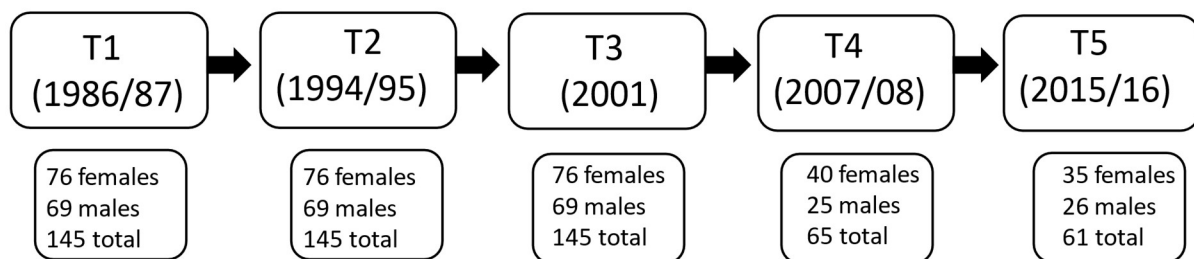 T1
(1986/87)
T2
(1994/95)
T3
(2001)
T4
(2007/08)
T5
(2015/16)
76 females
69 males
145 total
76 females
69 males
145 total
76 females
69 males
145 total
40 females
25 males
65 total
35 females
26 males
61 total